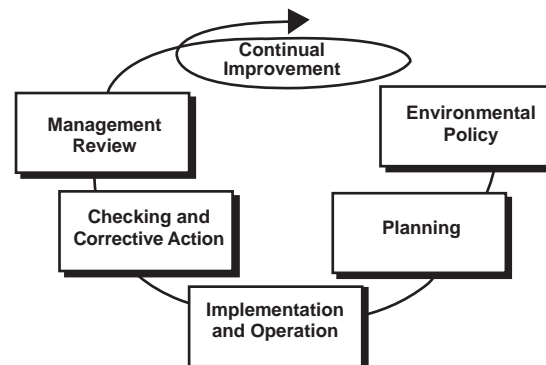 Continual
Improvement
Environmental
Policy
Planning
Implementation
and Operation
Checking and
Corrective Action
Management
Review